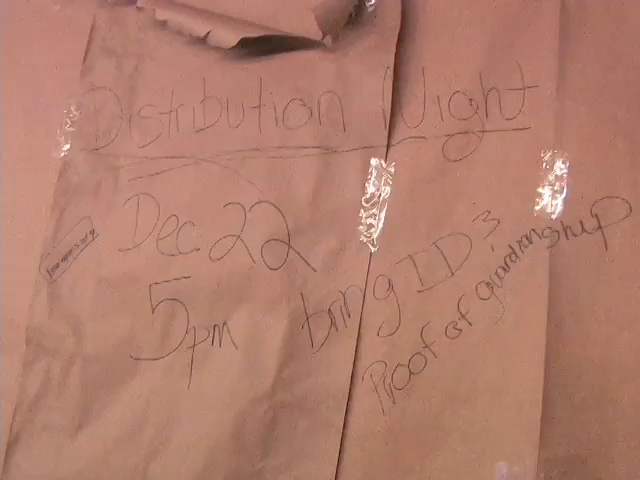 Distribution Night
Dec 22
5pm
bring ID &
Proof of guardianship